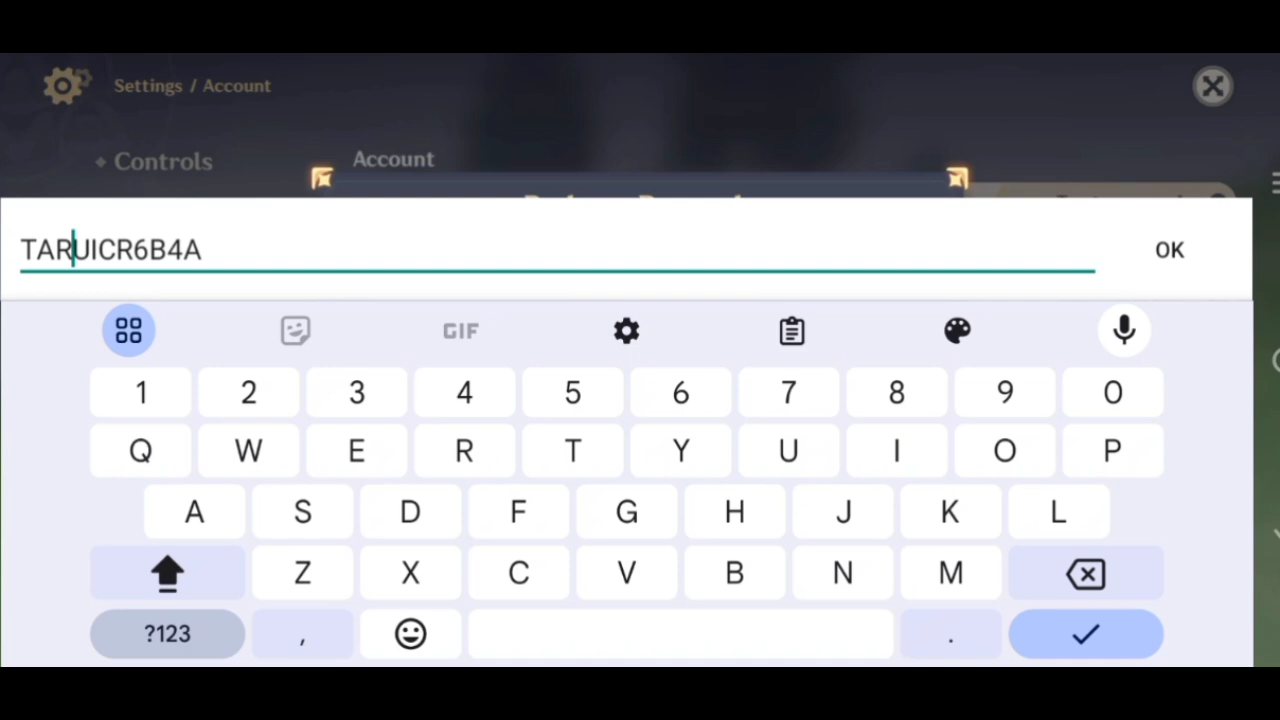 Settings / Account
Controls
Account
TARUICR6B4A
OK
GIF
1 2 3 4 5 6 7 8 9 0
Q W E R T Y U I O P
A S D F G H J K L
Z X C V B N M
?123 , .